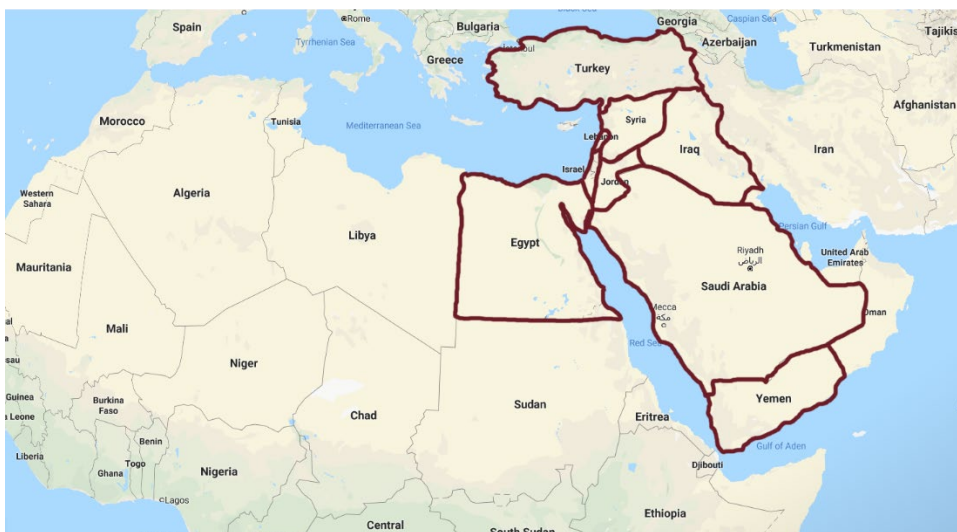 Black Sea
Georgia
Caspian Sea
Spain
Rome
Bulgaria
Tyrrhenian Sea
Istanbul
Azerbaijan
Tajikis
Turkmenistan
Greece
Turkey
Afghanistan
Morocco
Tunisia
Mediterranean Sea
Syria
Lebanon
Iraq
Iran
Israel
Jordan
Western
Sahara
Algeria
Persian Gulf
Libya
Egypt
Riyadh
الرياض
United Arab
Emirates
Mauritania
Saudi Arabia
Mecca
مكة
Oman
Mali
Red Sea
Niger
Chad
Sudan
Yemen
Eritrea
Guinea
Burkina
Faso
a Leone
Gulf of Aden
Benin
Togo
Ghana
Liberia
Nigeria
Djibouti
Lagos
Ethiopia
Central
South Sudan